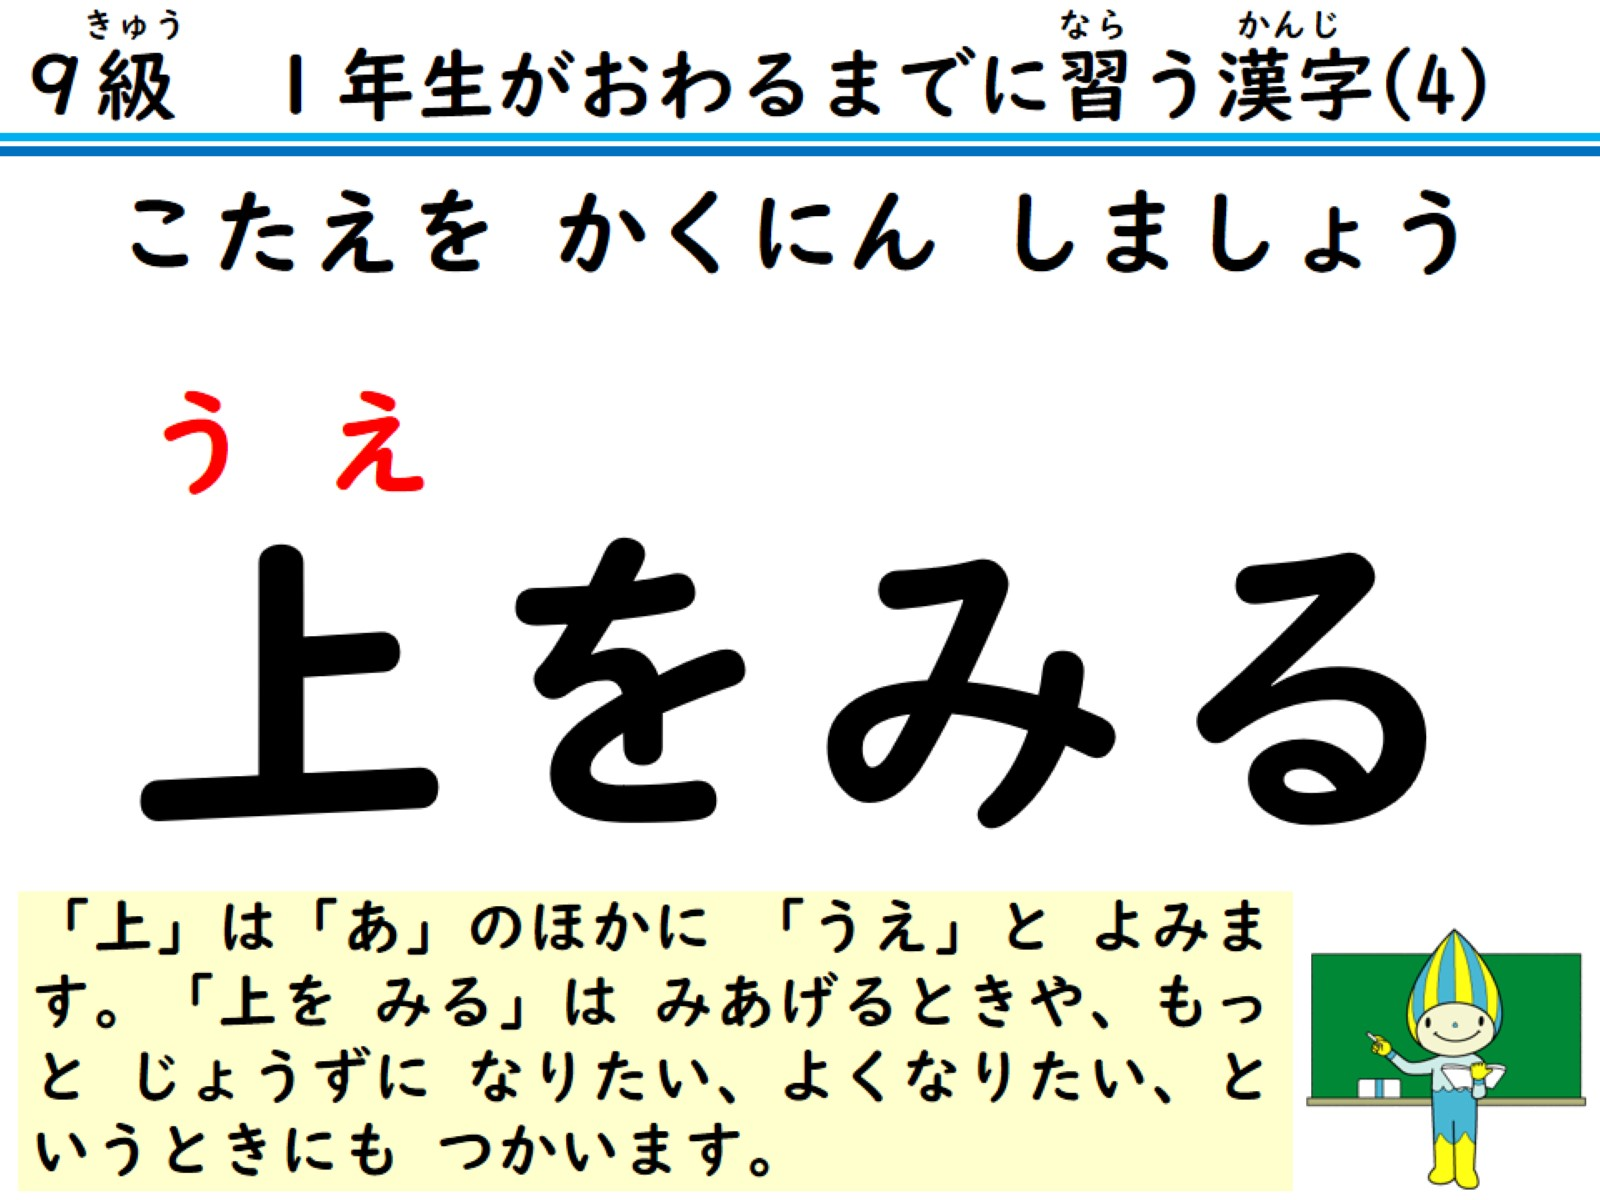 きゅう なら かんじ
9級 1年生がおわるまでに習う漢字(4)
こたえを かくにん しましょう
うえ
上をみる
「上」は「あ」のほかに 「うえ」と よみま
す。「上を みる」は みあげるときや、もっ
と じょうずに なりたい、よくなりたい、と
いうときにも つかいます。